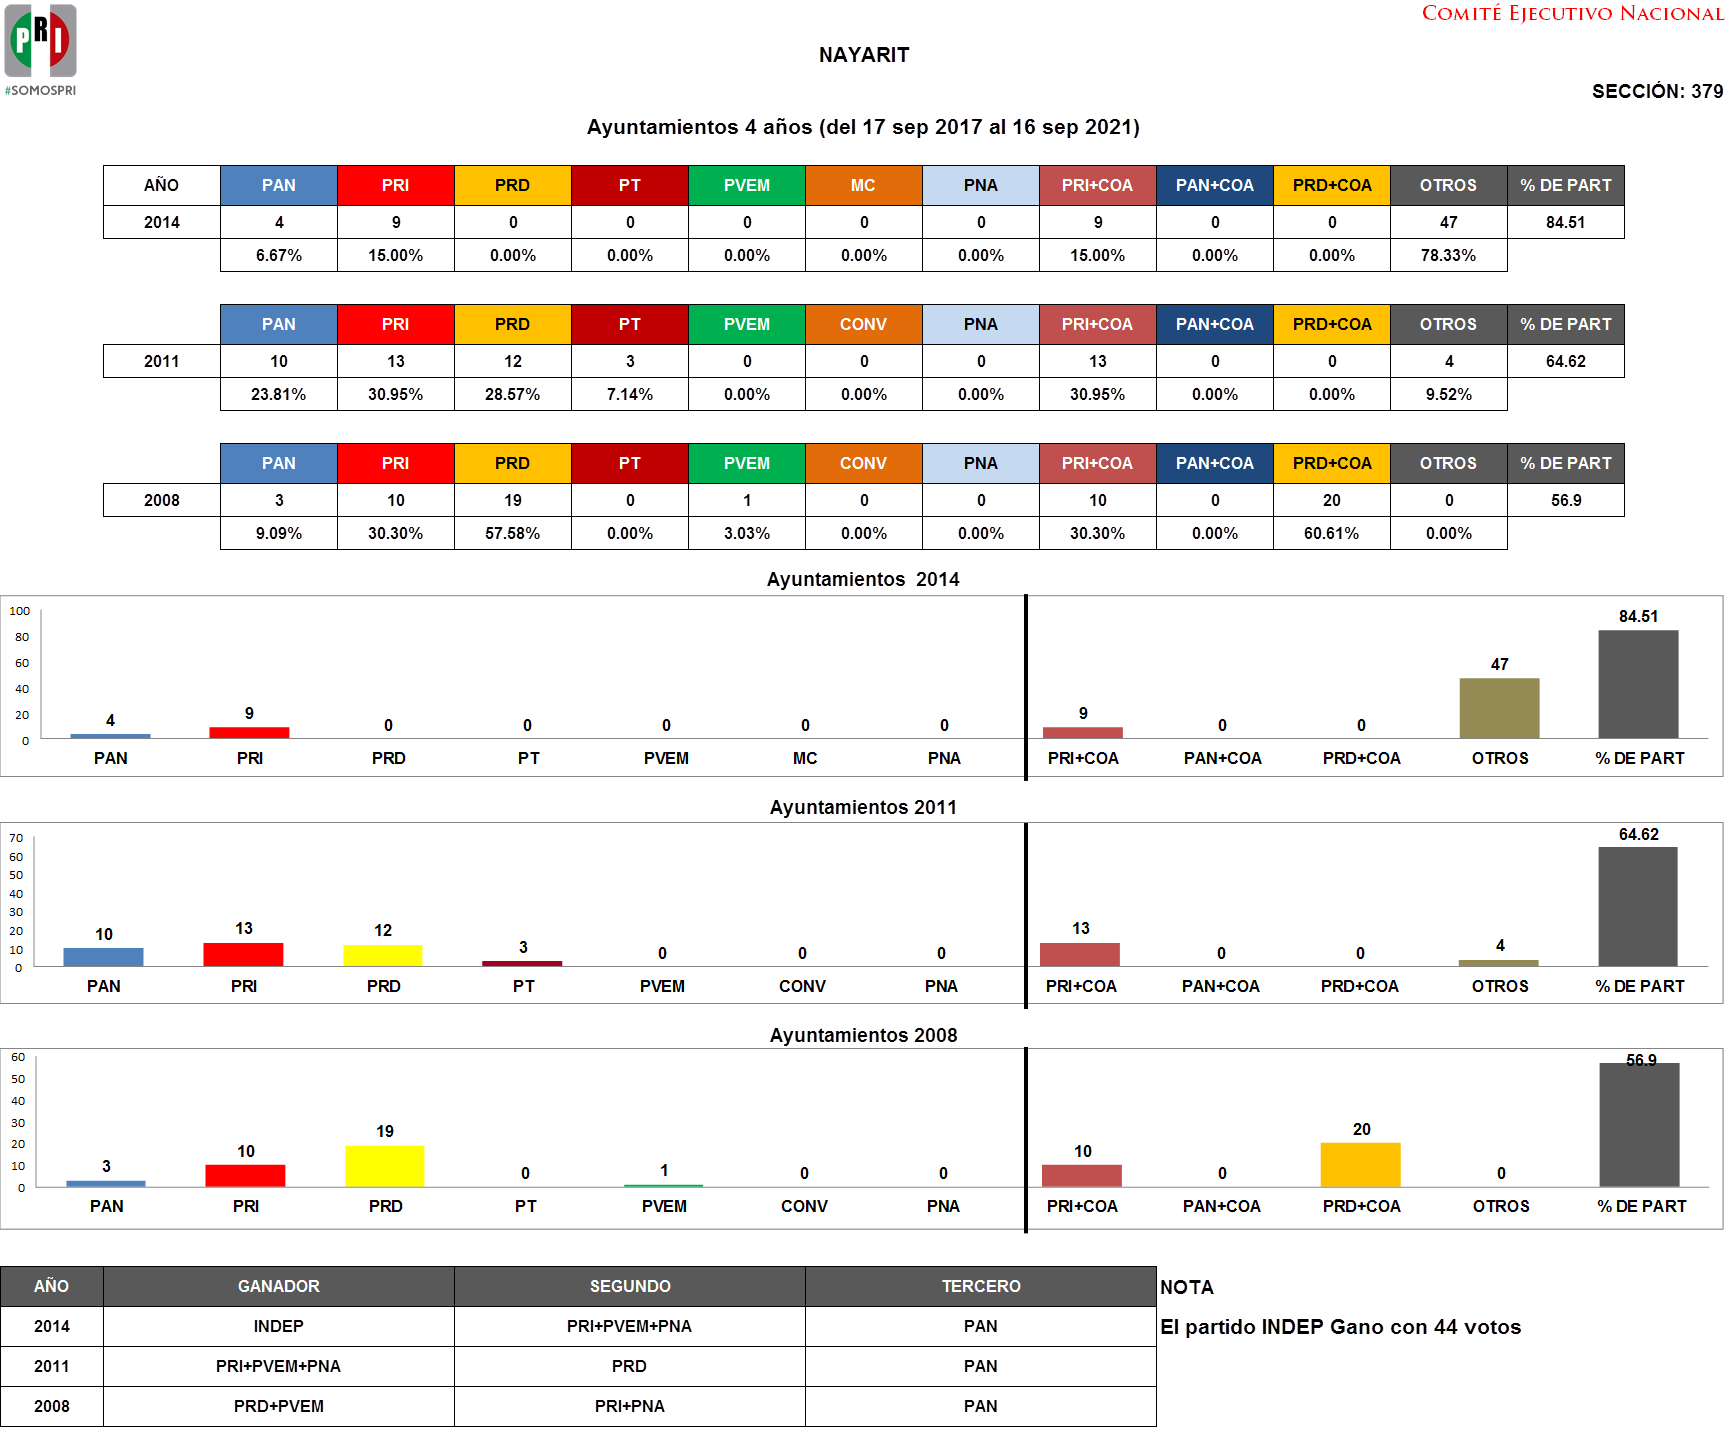 COMITÉ EJECUTIVO NACIONAL
PRI
#SOMOSPRI
NAYARIT
SECCIÓN: 379
Ayuntamientos 4 años (del 17 sep 2017 al 16 sep 2021)
AÑO PAN PRI PRD PT PVEM MC PNA PRI+COA PAN+COA PRD+COA OTROS % DE PART
2014 4 9 0 0 0 0 0 9 0 0 47 84.51
6.67% 15.00% 0.00% 0.00% 0.00% 0.00% 0.00% 15.00% 0.00% 0.00% 78.33%
PAN PRI PRD PT PVEM CONV PNA PRI+COA PAN+COA PRD+COA OTROS % DE PART
2011 10 13 12 3 0 0 0 13 0 0 4 64.62
23.81% 30.95% 28.57% 7.14% 0.00% 0.00% 0.00% 30.95% 0.00% 0.00% 9.52%
PAN PRI PRD PT PVEM CONV PNA PRI+COA PAN+COA PRD+COA OTROS % DE PART
2008 3 10 19 0 1 0 0 10 0 20 0 56.9
9.09% 30.30% 57.58% 0.00% 3.03% 0.00% 0.00% 30.30% 0.00% 60.61% 0.00%
Ayuntamientos 2014
100
80
60
40
20
0
4 9 0 0 0 0 0 9 0 0 47 84.51
PAN PRI PRD PT PVEM MC PNA PRI+COA PAN+COA PRD+COA OTROS % DE PART
Ayuntamientos 2011
70
60
50
40
30
20
10
0
10 13 12 3 0 0 0 13 0 0 4 64.62
PAN PRI PRD PT PVEM CONV PNA PRI+COA PAN+COA PRD+COA OTROS % DE PART
Ayuntamientos 2008
60
50
40
30
20
10
0
3 10 19 0 1 0 0 10 0 20 0 56.9
PAN PRI PRD PT PVEM CONV PNA PRI+COA PAN+COA PRD+COA OTROS % DE PART
AÑO GANADOR SEGUNDO TERCERO NOTA
2014 INDEP PRI+PVEM+PNA PAN El partido INDEP Gano con 44 votos
2011 PRI+PVEM+PNA PRD PAN
2008 PRD+PVEM PRI+PNA PAN